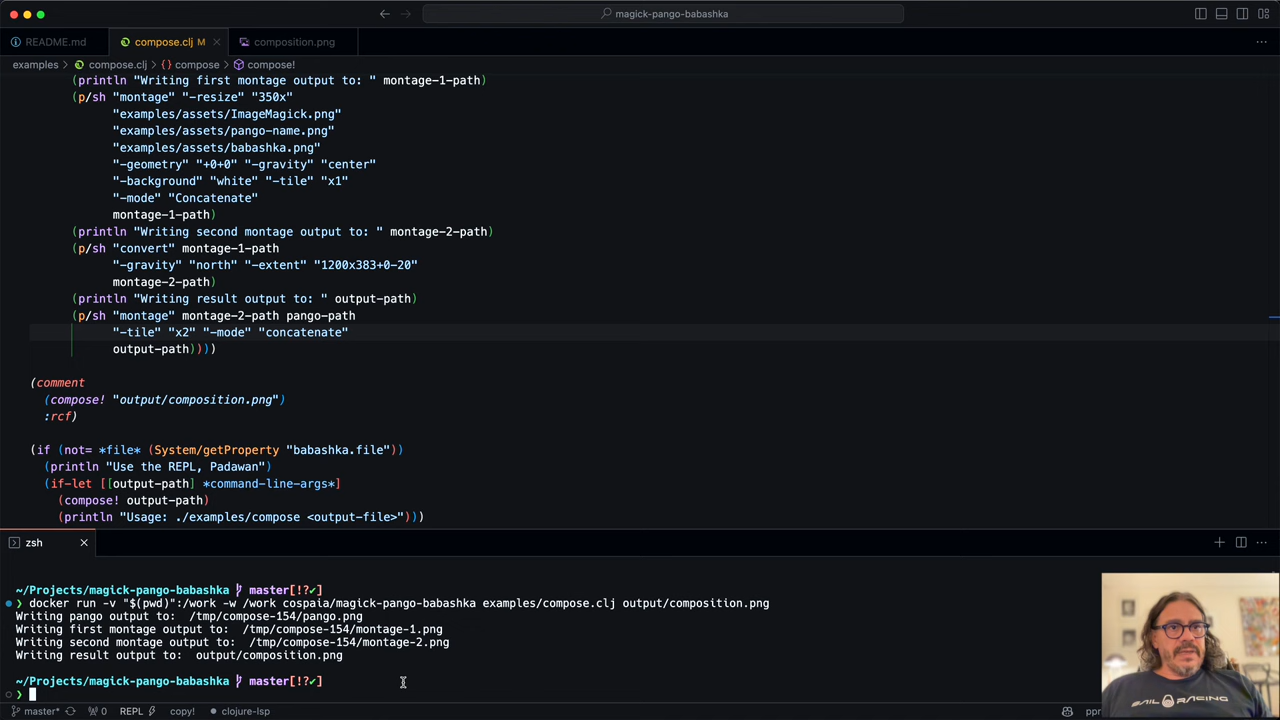 magick-pango-babashka
README.md
compose.clj M
composition.png
examples > compose.clj > {} compose > compose!
(println "Writing first montage output to: " montage-1-path)
(p/sh "montage" "-resize" "350x"
"examples/assets/ImageMagick.png"
"examples/assets/pango-name.png"
"examples/assets/babashka.png"
"-geometry" "+0+0" "-gravity" "center"
"-background" "white" "-tile" "x1"
"-mode" "Concatenate"
montage-1-path)
(println "Writing second montage output to: " montage-2-path)
(p/sh "convert" montage-1-path
"-gravity" "north" "-extent" "1200x383+0-20"
montage-2-path)
(println "Writing result output to: " output-path)
(p/sh "montage" montage-2-path pango-path
"-tile" "x2" "-mode" "concatenate"
output-path))))
(comment
(compose! "output/composition.png")
:rcf)
(if (not= *file* (System/getProperty "babashka.file"))
(println "Use the REPL, Padawan")
(if-let [[output-path] *command-line-args*]
(compose! output-path)
(println "Usage: ./examples/compose <output-file>")))
zsh
~/Projects/magick-pango-babashka master[!?✔]
❯ docker run -v "$(pwd)":/work -w /work cospaia/magick-pango-babashka examples/compose.clj output/composition.png
Writing pango output to:  /tmp/compose-154/pango.png
Writing first montage output to:  /tmp/compose-154/montage-1.png
Writing second montage output to:  /tmp/compose-154/montage-2.png
Writing result output to:  output/composition.png
~/Projects/magick-pango-babashka master[!?✔]
❯
SAIL RACING
master* 0 REPL copy! clojure-lsp ppr